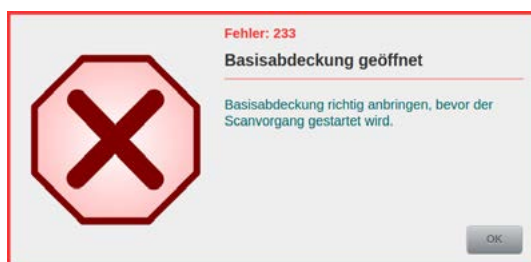 Fehler: 233
Basisabdeckung geöffnet
Basisabdeckung richtig anbringen, bevor der
Scanvorgang gestartet wird.
OK